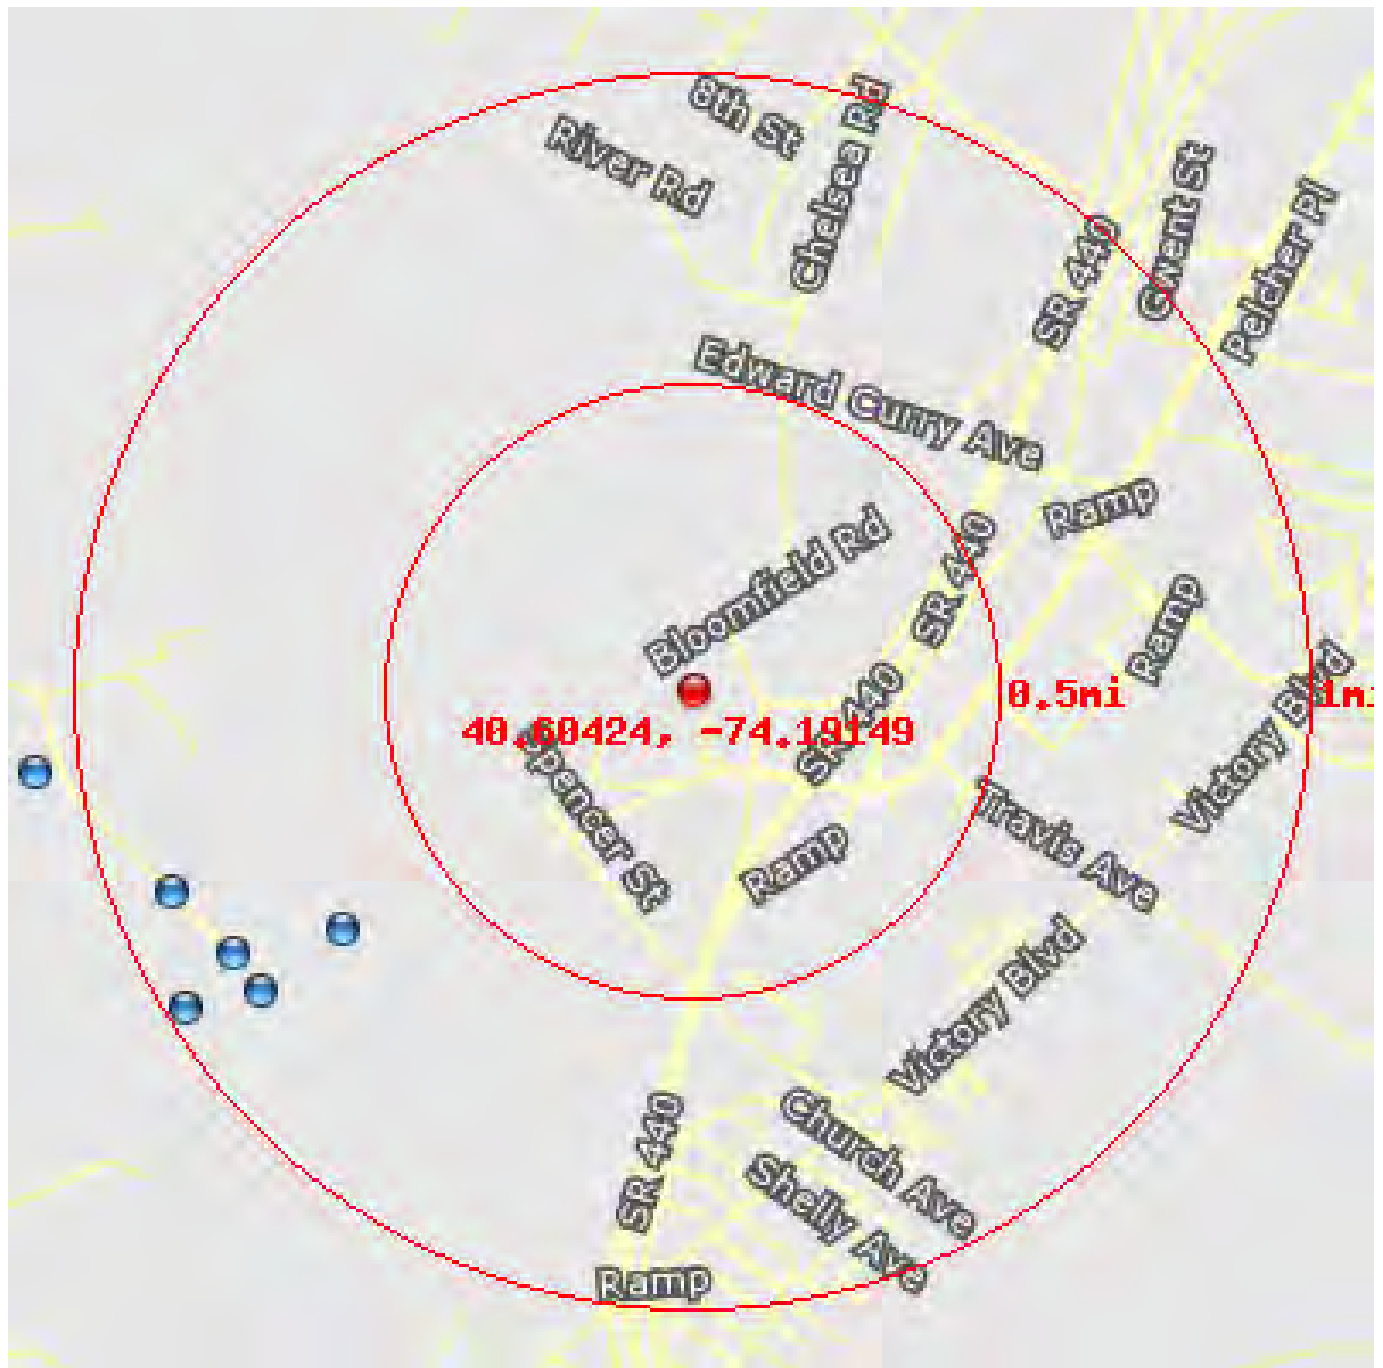 8th St
River Rd
Chelsea Rd
Gwent St
SR 440
Pelcher Pl
Edward Curry Ave
Ramp
Bloomfield Rd
SR 440
Ramp
Victory Blvd
0.5mi
1mi
40.60424, -74.19149
SR 440
Spencer St
Travis Ave
Ramp
Victory Blvd
SR 440
Church Ave
Shelly Ave
Ramp